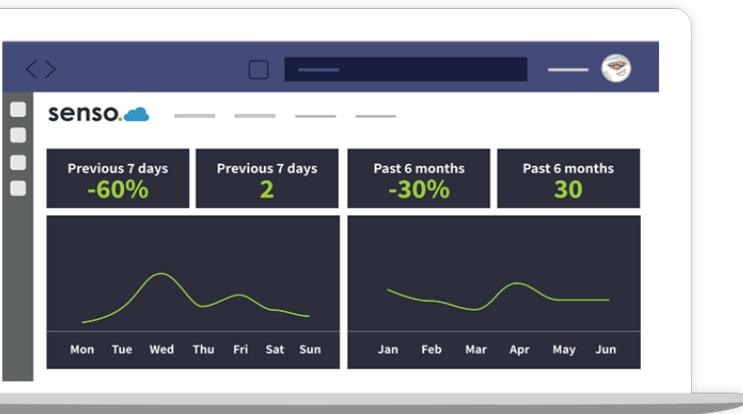 senso.
Previous 7 days
-60%
Previous 7 days
2
Past 6 months
-30%
Past 6 months
30
Mon Tue Wed Thu Fri Sat Sun
Jan Feb Mar Apr May Jun